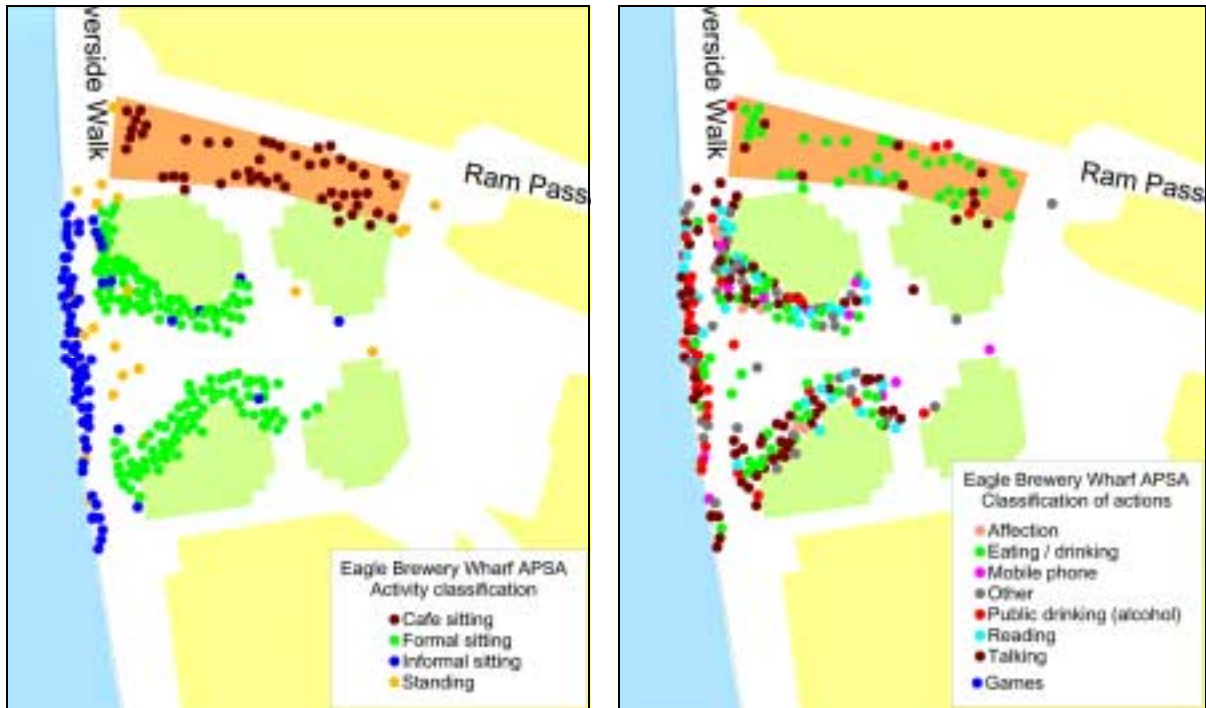 verside Walk
Ram Pass
Eagle Brewery Wharf APSA
Activity classification
Cafe sitting
Formal sitting
Informal sitting
Standing
verside Walk
Ram Pass
Eagle Brewery Wharf APSA
Classification of actions
Affection
Eating / drinking
Mobile phone
Other
Public drinking (alcohol)
Reading
Talking
Games